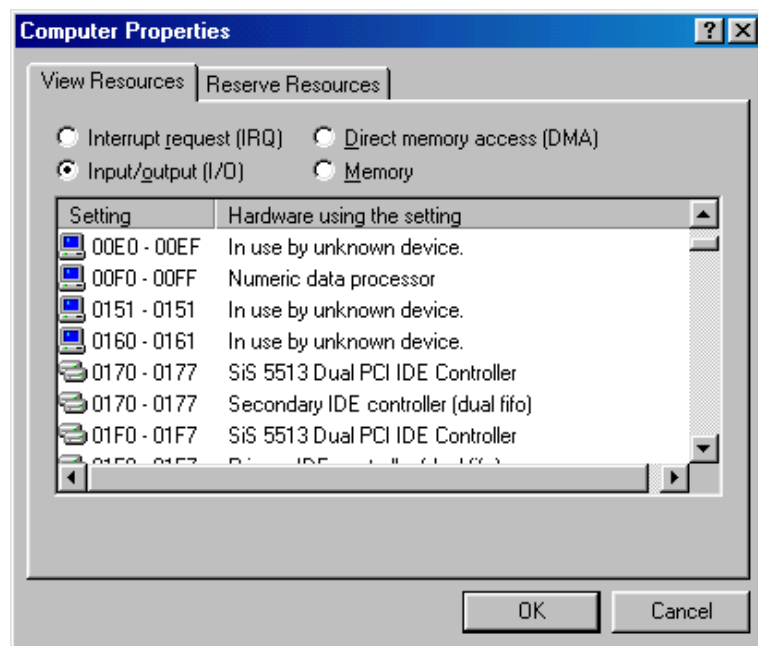 Computer Properties
View Resources Reserve Resources
Interrupt request (IRQ) Direct memory access (DMA)
Input/output (I/O) Memory
Setting Hardware using the setting
00E0 - 00EF In use by unknown device.
00F0 - 00FF Numeric data processor
0151 - 0151 In use by unknown device.
0160 - 0161 In use by unknown device.
0170 - 0177 SiS 5513 Dual PCI IDE Controller
0170 - 0177 Secondary IDE controller (dual fifo)
01F0 - 01F7 SiS 5513 Dual PCI IDE Controller
OK Cancel